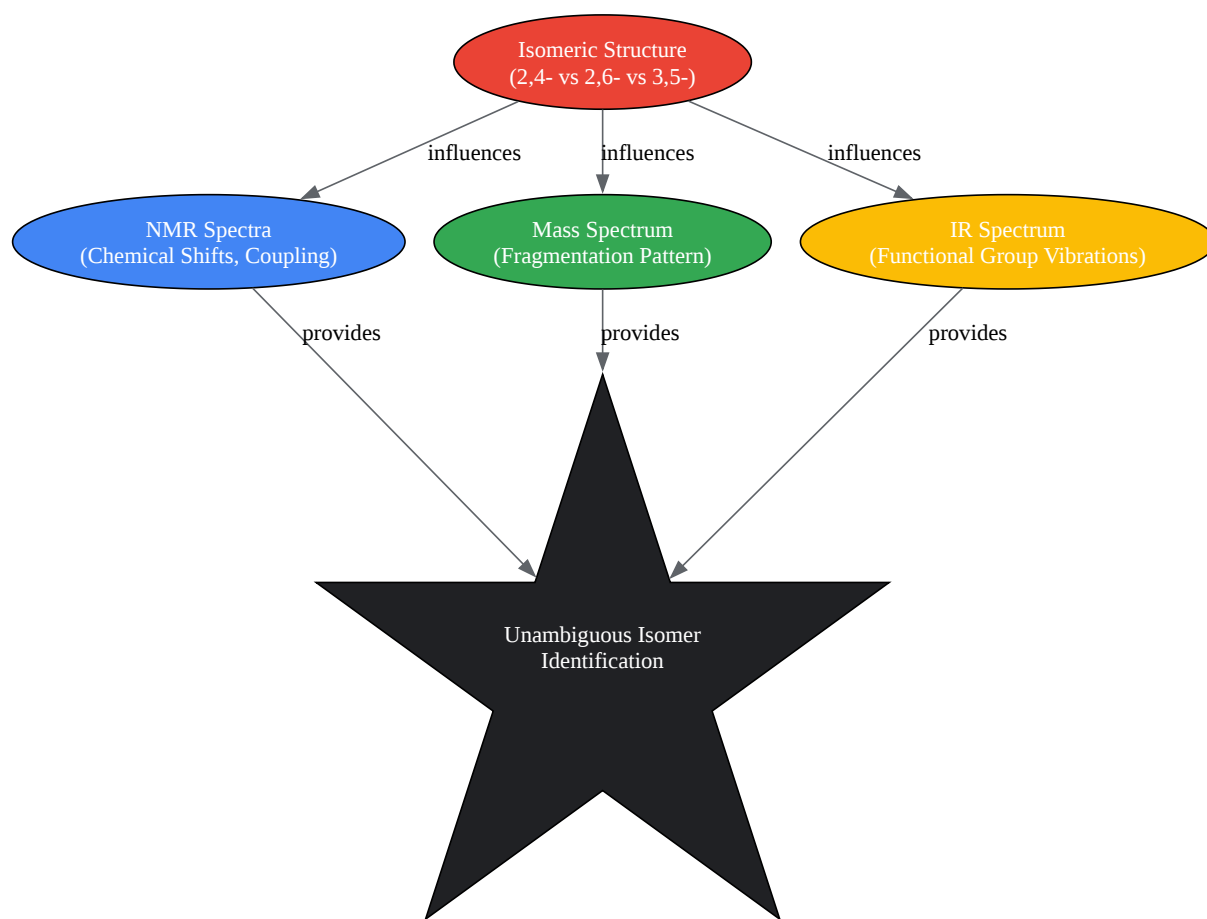 Isomeric Structure
(2,4- vs 2,6- vs 3,5-)
influences
influences
influences
NMR Spectra
(Chemical Shifts, Coupling)
Mass Spectrum
(Fragmentation Pattern)
IR Spectrum
(Functional Group Vibrations)
provides
provides
provides
Unambiguous Isomer
Identification